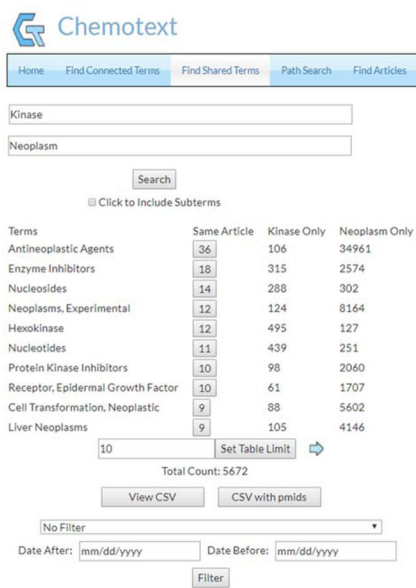 Chemotext
Home Find Connected Terms Find Shared Terms Path Search Find Articles
Kinase
Neoplasm
Search
Click to Include Subterms
Terms Same Article Kinase Only Neoplasm Only
Antineoplastic Agents 36 106 34961
Enzyme Inhibitors 18 315 2574
Nucleosides 14 288 302
Neoplasms, Experimental 12 124 8164
Hexokinase 12 495 127
Nucleotides 11 439 251
Protein Kinase Inhibitors 10 98 2060
Receptor, Epidermal Growth Factor 10 61 1707
Cell Transformation, Neoplastic 9 88 5602
Liver Neoplasms 9 105 4146
10 Set Table Limit
Total Count: 5672
View CSV CSV with pmids
No Filter
Date After: mm/dd/yyyy Date Before: mm/dd/yyyy
Filter